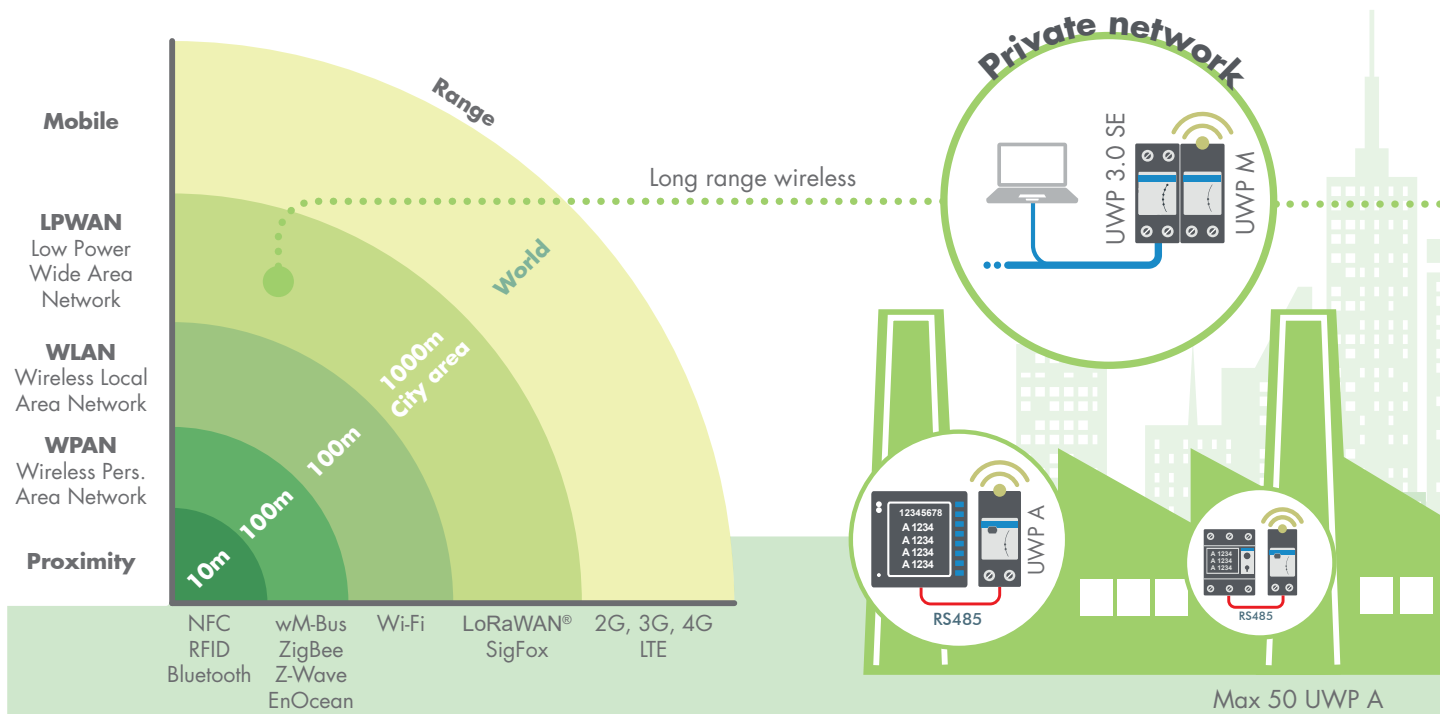 Mobile
LPWAN
Low Power
Wide Area
Network
WLAN
Wireless Local
Area Network
WPAN
Wireless Pers.
Area Network
Proximity
Range
World
1000m
City area
100m
100m
10m
NFC
RFID
Bluetooth
wM-Bus
ZigBee
Z-Wave
EnOcean
Wi-Fi
LoRaWAN®
SigFox
2G, 3G, 4G
LTE
Long range wireless
Private network
UWP 3.0 SE
UWP M
12345678
A 1234
A 1234
A 1234
A 1234
UWP A
RS485
A 1234
A 1234
A 1234
RS485
Max 50 UWP A